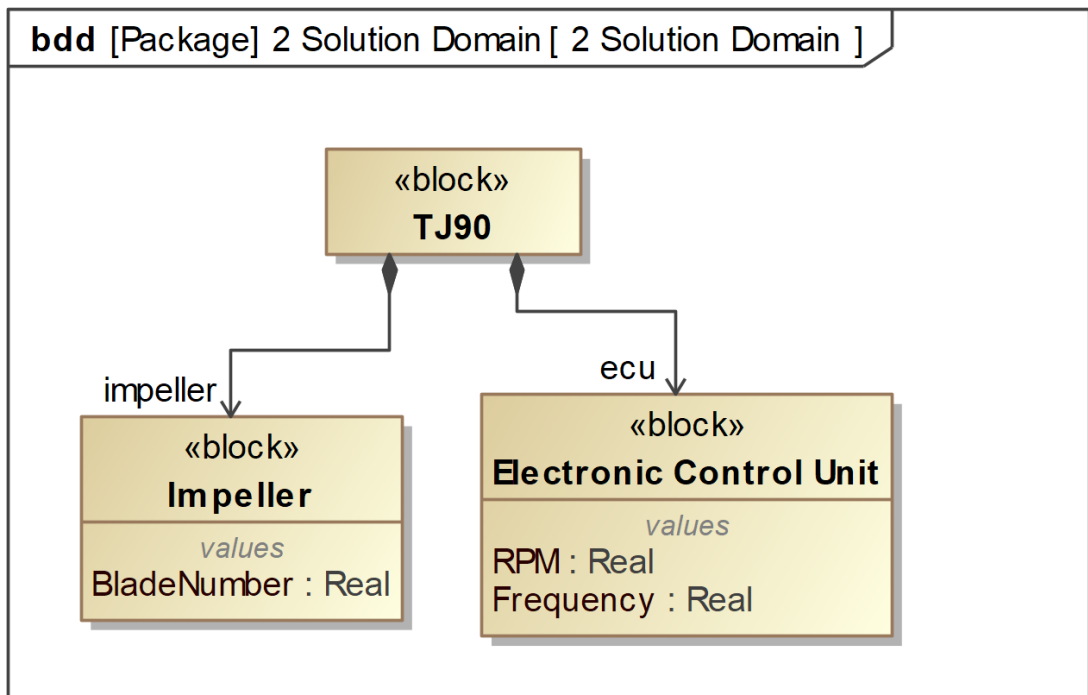 bdd [Package] 2 Solution Domain [ 2 Solution Domain ]
«block»
TJ90
impeller
ecu
«block»
Impeller
values
BladeNumber : Real
«block»
Electronic Control Unit
values
RPM : Real
Frequency : Real